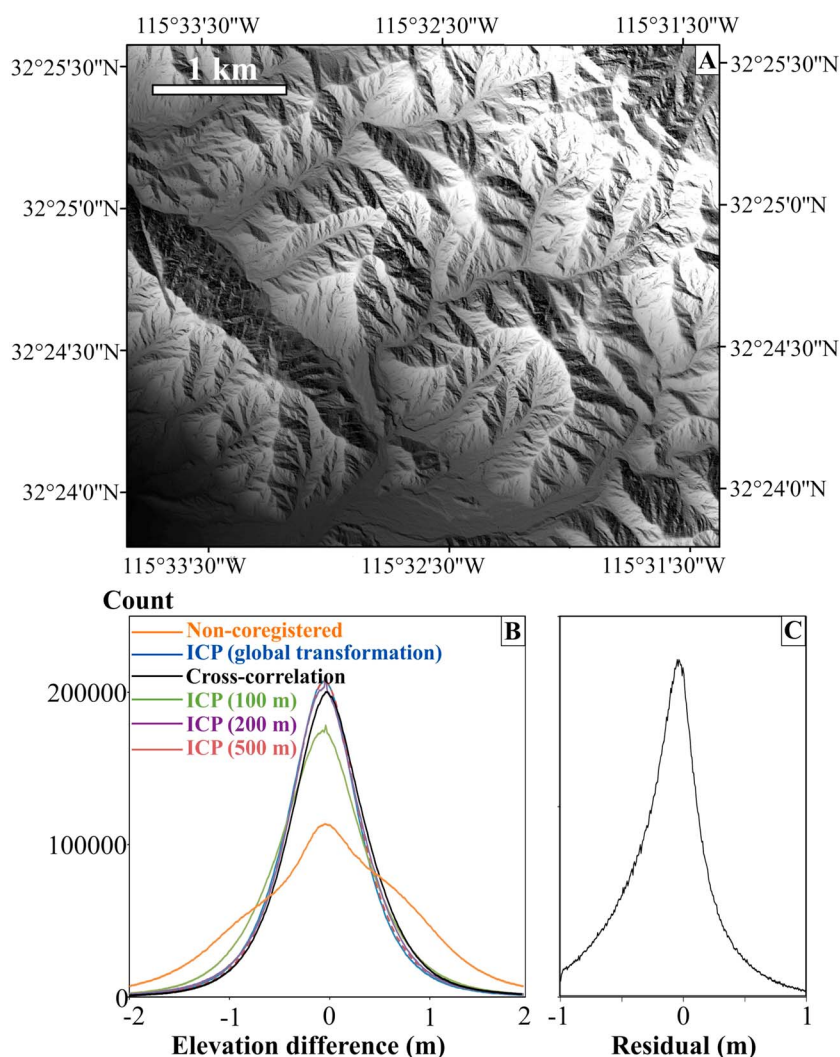 115°33'30"W 115°32'30"W 115°31'30"W
1 km A
32°25'30"N 32°25'30"N
32°25'0"N 32°25'0"N
32°24'30"N 32°24'30"N
32°24'0"N 32°24'0"N
115°33'30"W 115°32'30"W 115°31'30"W
Count
Non-coregistered B C
ICP (global transformation)
Cross-correlation
200000
ICP (100 m)
ICP (200 m)
ICP (500 m)
100000
0
-2 -1 0 1 2 -1 0 1
Elevation difference (m) Residual (m)